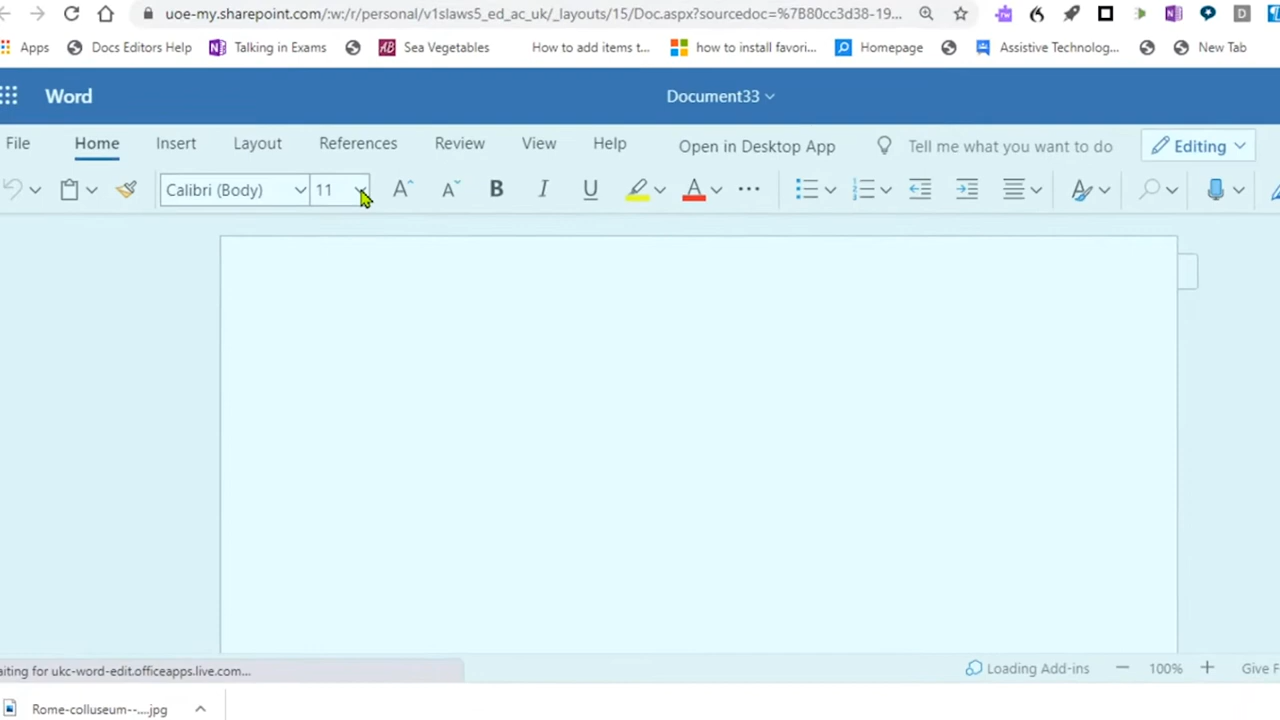 uoe-my.sharepoint.com/:w:/r/personal/v1slaws5_ed_ac_uk/_layouts/15/Doc.aspx?sourcedoc=%7B80cc3d38-19...
Apps Docs Editors Help Talking in Exams Sea Vegetables How to add items t... how to install favori... Homepage Assistive Technolog... New Tab
Word Document33
File Home Insert Layout References Review View Help Open in Desktop App Tell me what you want to do Editing
Calibri (Body) 11 A A B I U A
aiting for ukc-word-edit.officeapps.live.com...
Loading Add-ins 100% Give F
Rome-colluseum--....jpg